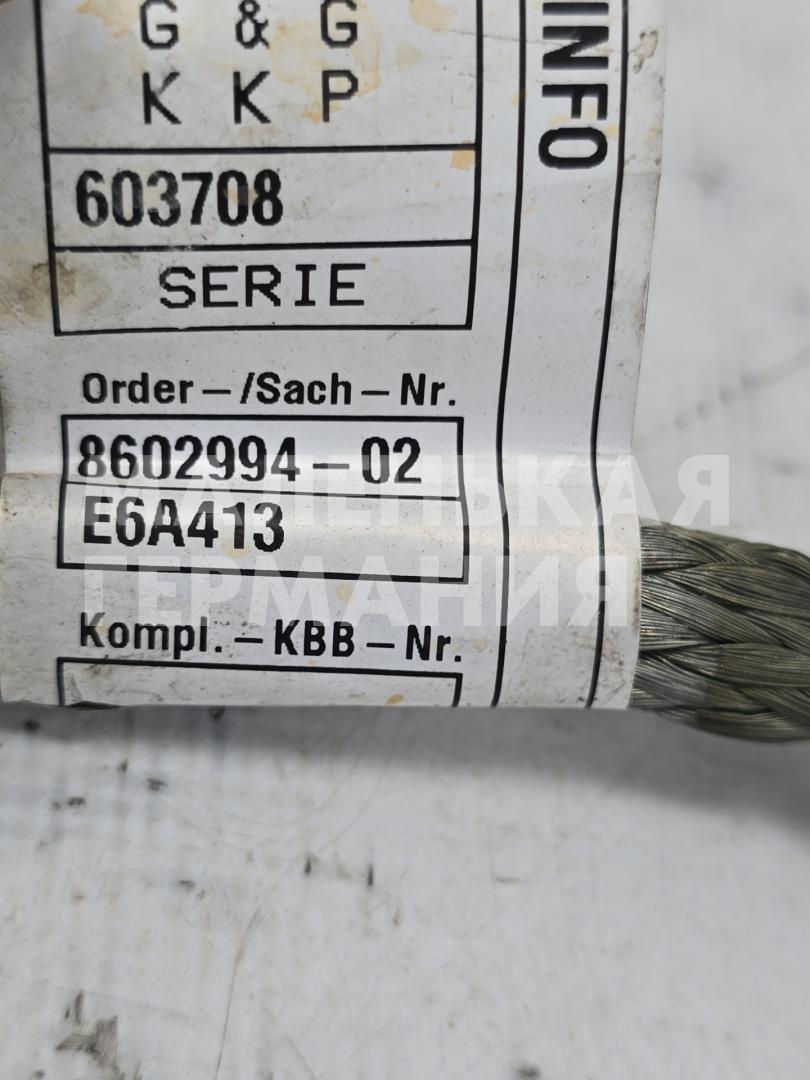 G & G
K K P
603708
SERIE
INFO
Order-/Sach-Nr.
8602994-02
E6A413
Kompl.-KBB-Nr.
МАЛЕНЬКАЯ
ГЕРМАНИЯ